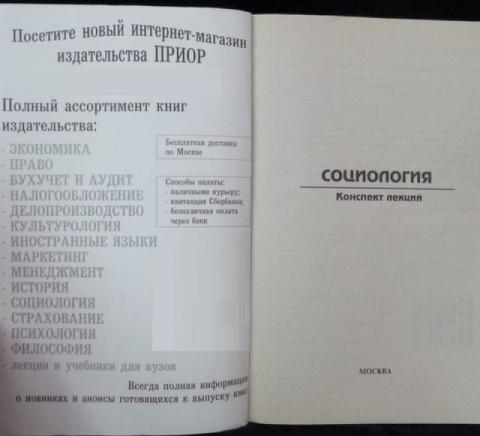 Посетите новый интернет-магазин
издательства ПРИОР
Полный ассортимент книг
издательства:
- ЭКОНОМИКА
- ПРАВО
- БУХУЧЕТ И АУДИТ
- НАЛОГООБЛОЖЕНИЕ
- ДЕЛОПРОИЗВОДСТВО
- КУЛЬТУРОЛОГИЯ
- ИНОСТРАННЫЕ ЯЗЫКИ
- МАРКЕТИНГ
- МЕНЕДЖМЕНТ
- ИСТОРИЯ
- СОЦИОЛОГИЯ
- СТРАХОВАНИЕ
- ПСИХОЛОГИЯ
- ФИЛОСОФИЯ
- лекции и учебники для вузов
Бесплатная доставка
по Москве
Способы оплаты:
- наличными курьеру;
- квитанция Сбербанка;
- безналичная оплата
через банк
Всегда полная информация
о новинках и анонсы готовящихся к выпуску книг
СОЦИОЛОГИЯ
Конспект лекций
МОСКВА